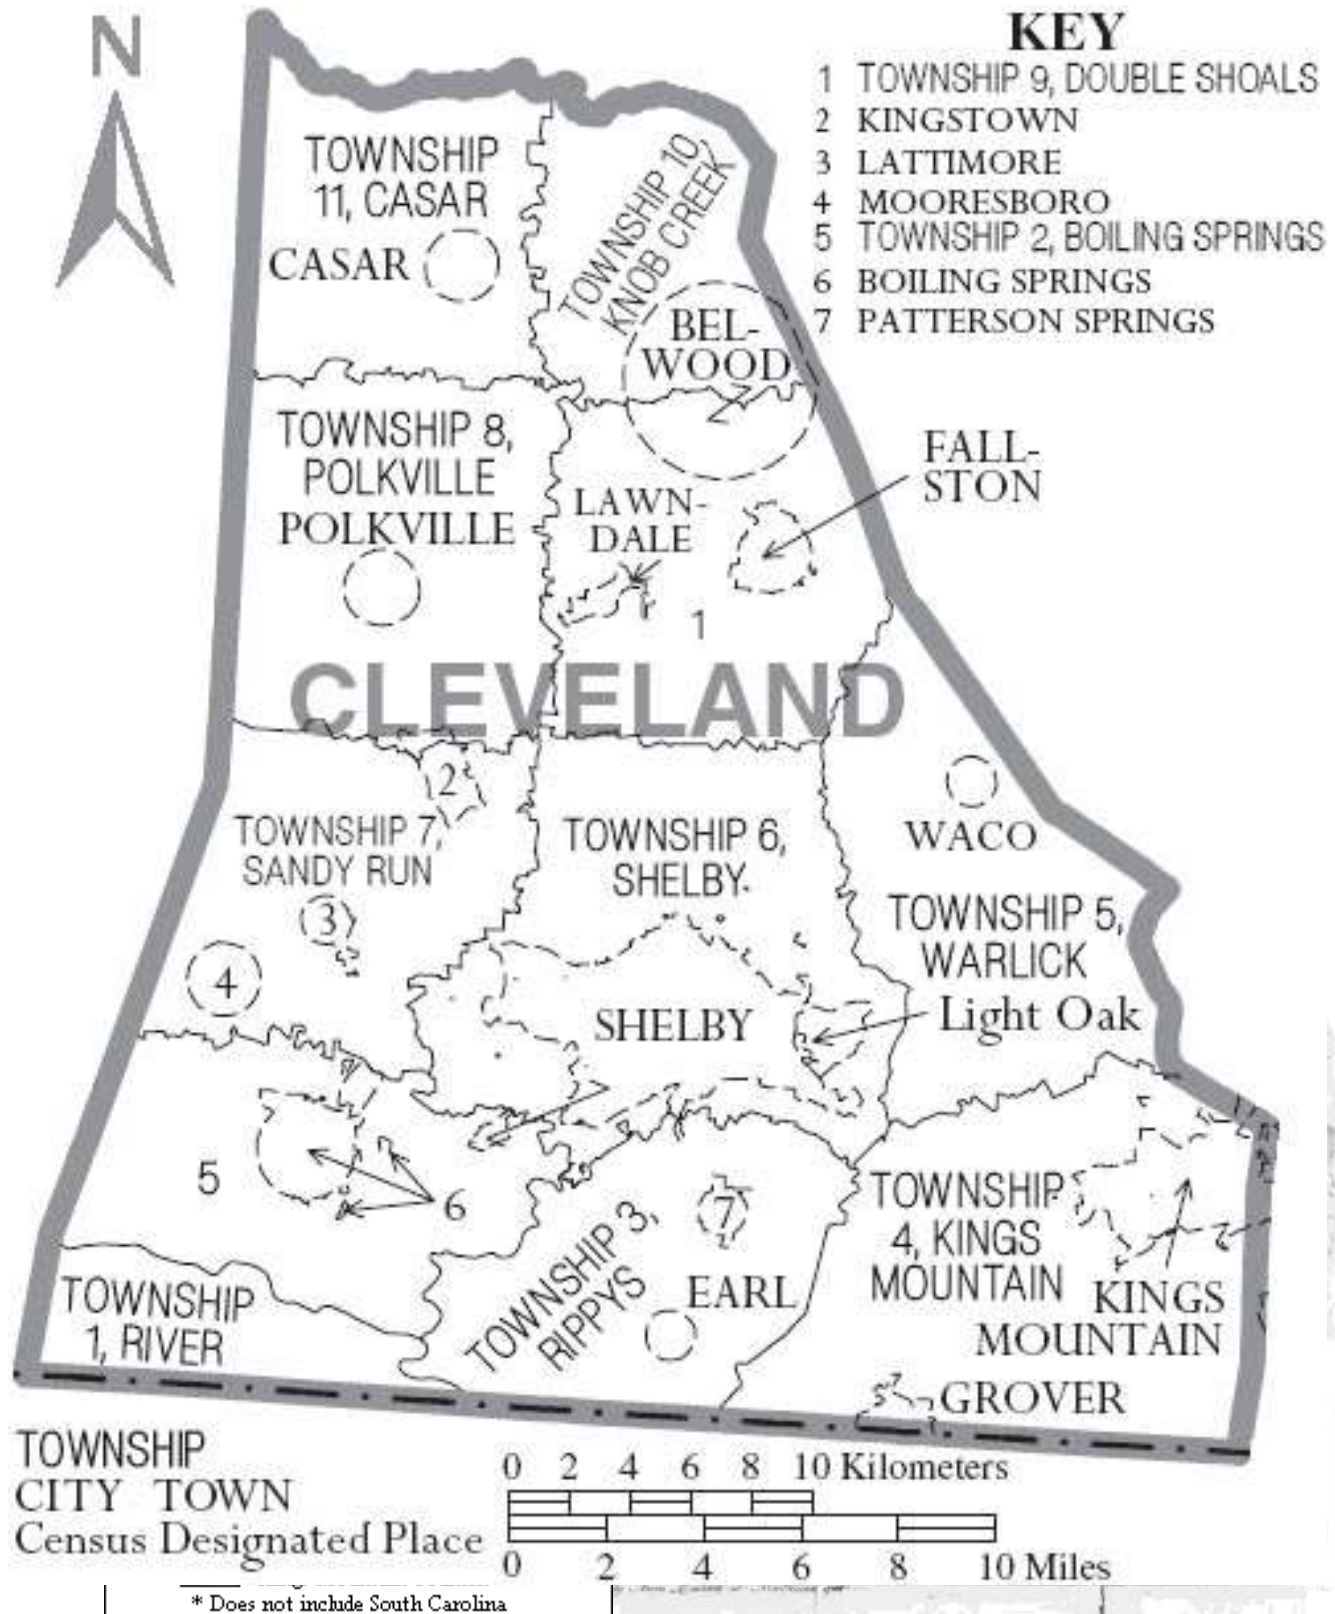 N
KEY
1 TOWNSHIP 9, DOUBLE SHOALS
2 KINGSTOWN
3 LATTIMORE
4 MOORESBORO
5 TOWNSHIP 2, BOILING SPRINGS
6 BOILING SPRINGS
7 PATTERSON SPRINGS
TOWNSHIP
11, CASAR
CASAR
TOWNSHIP 10,
KNOB CREEK
BEL-
WOOD
TOWNSHIP 8,
POLKVILLE
POLKVILLE
FALL-
STON
LAWN-
DALE
1
CLEVELAND
2
WACO
TOWNSHIP 7,
SANDY RUN
TOWNSHIP 6,
SHELBY
3
TOWNSHIP 5,
WARLICK
4
SHELBY
Light Oak
5
6
7
TOWNSHIP 3,
RIPPYS
EARL
TOWNSHIP
4, KINGS
MOUNTAIN
KINGS
MOUNTAIN
TOWNSHIP
1, RIVER
GROVER
TOWNSHIP
CITY TOWN
Census Designated Place
0 2 4 6 8 10 Kilometers
0 2 4 6 8 10 Miles
* Does not include South Carolina